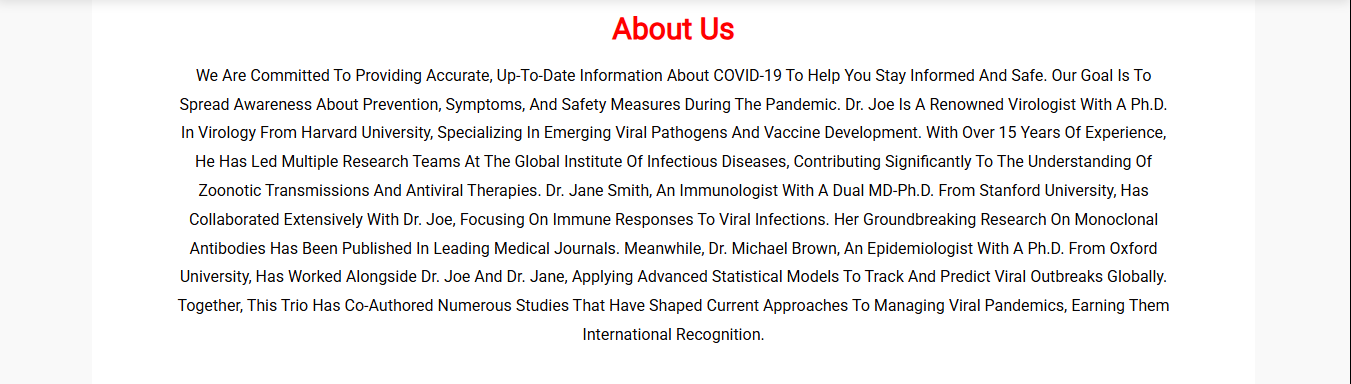 About Us
We Are Committed To Providing Accurate, Up-To-Date Information About COVID-19 To Help You Stay Informed And Safe. Our Goal Is To
Spread Awareness About Prevention, Symptoms, And Safety Measures During The Pandemic. Dr. Joe Is A Renowned Virologist With A Ph.D.
In Virology From Harvard University, Specializing In Emerging Viral Pathogens And Vaccine Development. With Over 15 Years Of Experience,
He Has Led Multiple Research Teams At The Global Institute Of Infectious Diseases, Contributing Significantly To The Understanding Of
Zoonotic Transmissions And Antiviral Therapies. Dr. Jane Smith, An Immunologist With A Dual MD-Ph.D. From Stanford University, Has
Collaborated Extensively With Dr. Joe, Focusing On Immune Responses To Viral Infections. Her Groundbreaking Research On Monoclonal
Antibodies Has Been Published In Leading Medical Journals. Meanwhile, Dr. Michael Brown, An Epidemiologist With A Ph.D. From Oxford
University, Has Worked Alongside Dr. Joe And Dr. Jane, Applying Advanced Statistical Models To Track And Predict Viral Outbreaks Globally.
Together, This Trio Has Co-Authored Numerous Studies That Have Shaped Current Approaches To Managing Viral Pandemics, Earning Them
International Recognition.